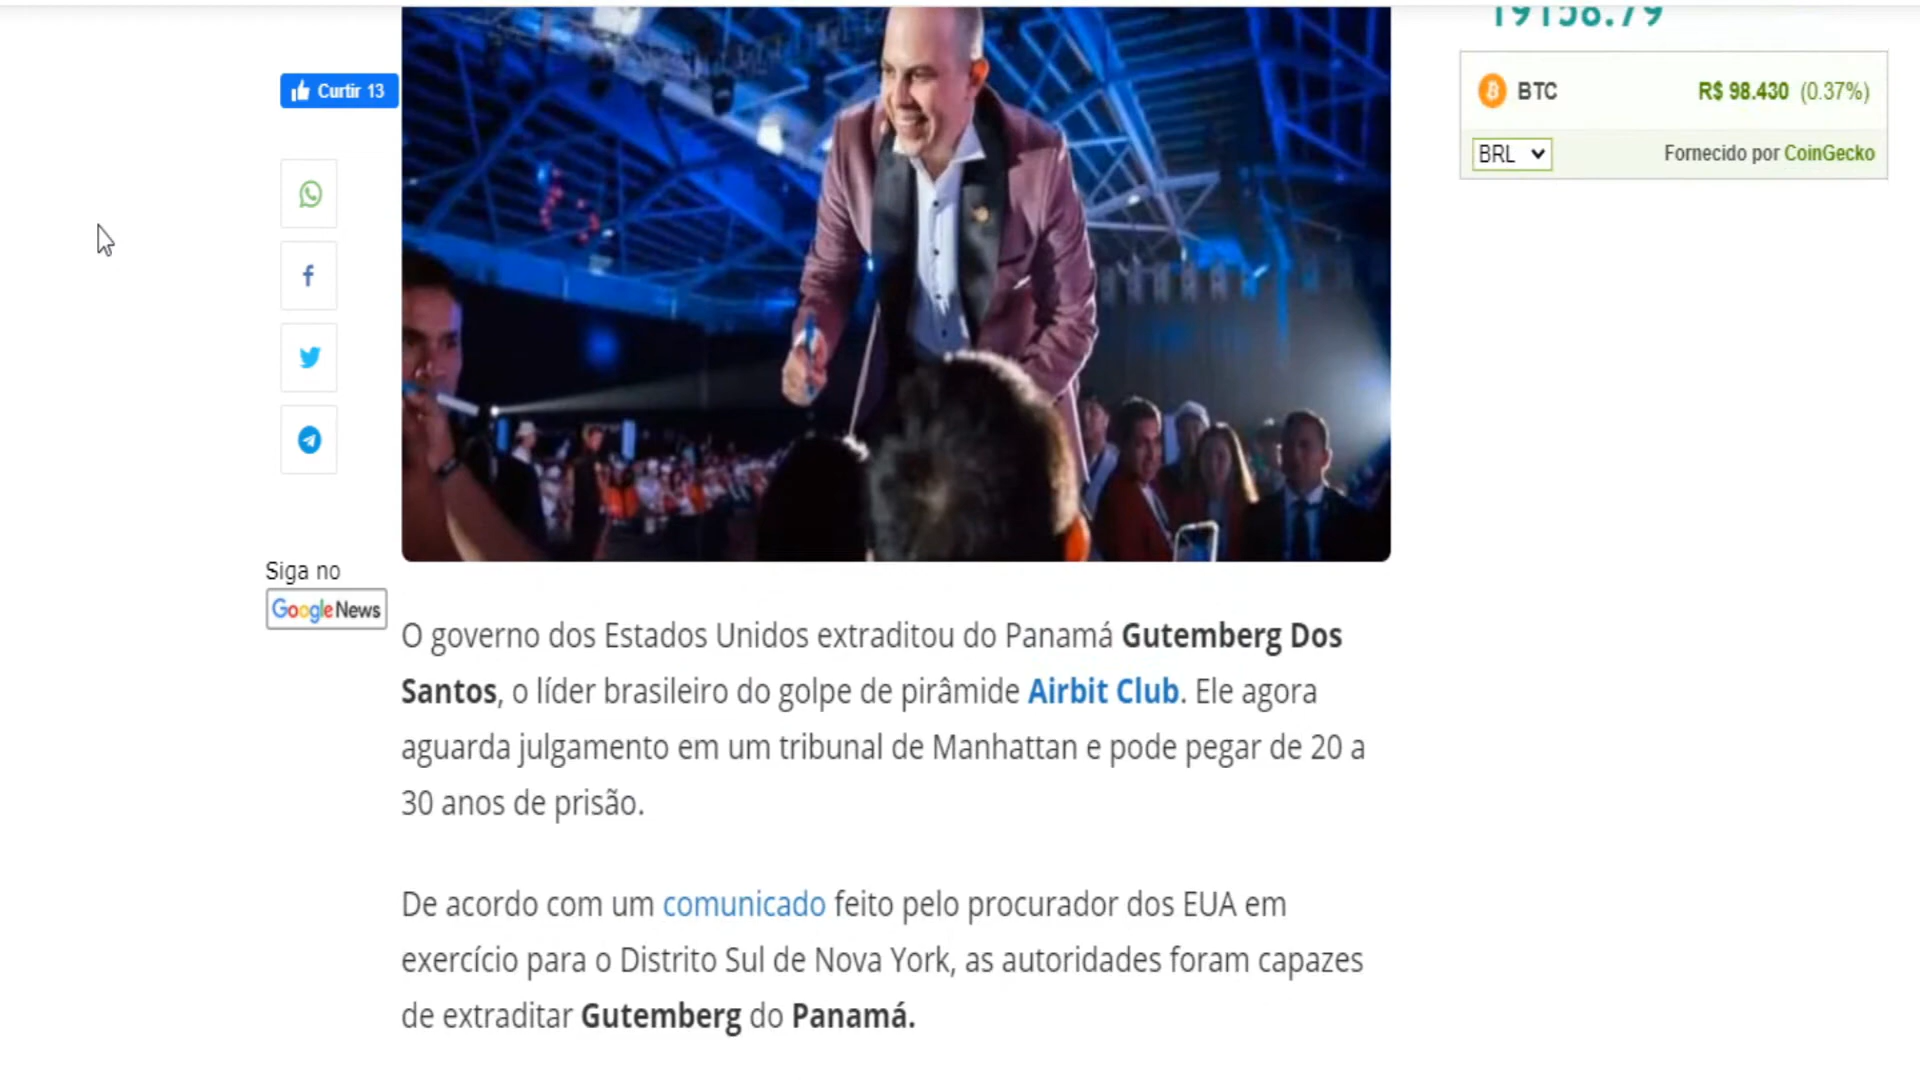 19158.79
Curtir 13
BTC R$ 98.430 (0.37%)
BRL Fornecido por CoinGecko
Siga no
Google News
O governo dos Estados Unidos extraditou do Panamá Gutemberg Dos
Santos, o líder brasileiro do golpe de pirâmide Airbit Club. Ele agora
aguarda julgamento em um tribunal de Manhattan e pode pegar de 20 a
30 anos de prisão.
De acordo com um comunicado feito pelo procurador dos EUA em
exercício para o Distrito Sul de Nova York, as autoridades foram capazes
de extraditar Gutemberg do Panamá.